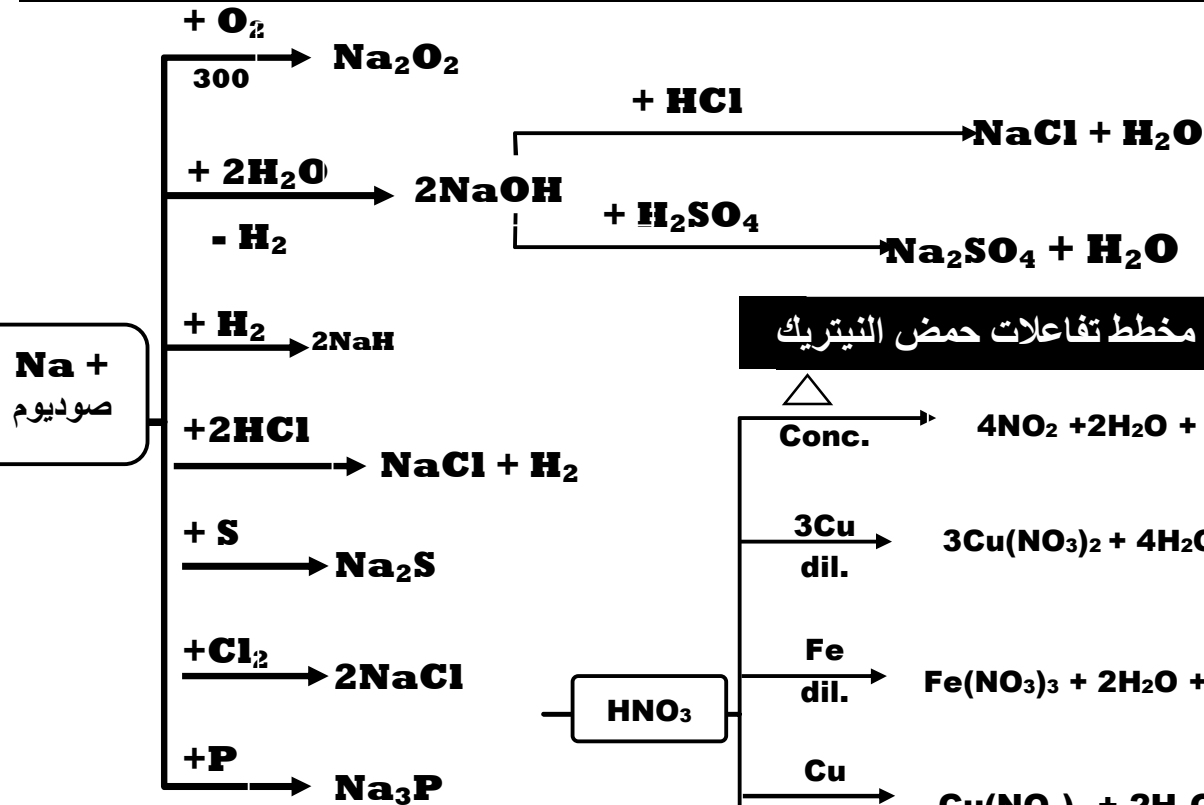 + O₂
300
Na₂O₂
+ HCl
NaCl + H₂O
+ 2H₂O
2NaOH
- H₂
+ H₂SO₄
Na₂SO₄ + H₂O
+ H₂
2NaH
Na +
صوديوم
+2HCl
NaCl + H₂
+ S
Na₂S
+Cl₂
2NaCl
+P
Na₃P
مخطط تفاعلات حمض النيتريك
HNO₃
Conc.
4NO₂ +2H₂O +
3Cu
dil.
3Cu(NO₃)₂ + 4H₂O
Fe
dil.
Fe(NO₃)₃ + 2H₂O +
Cu